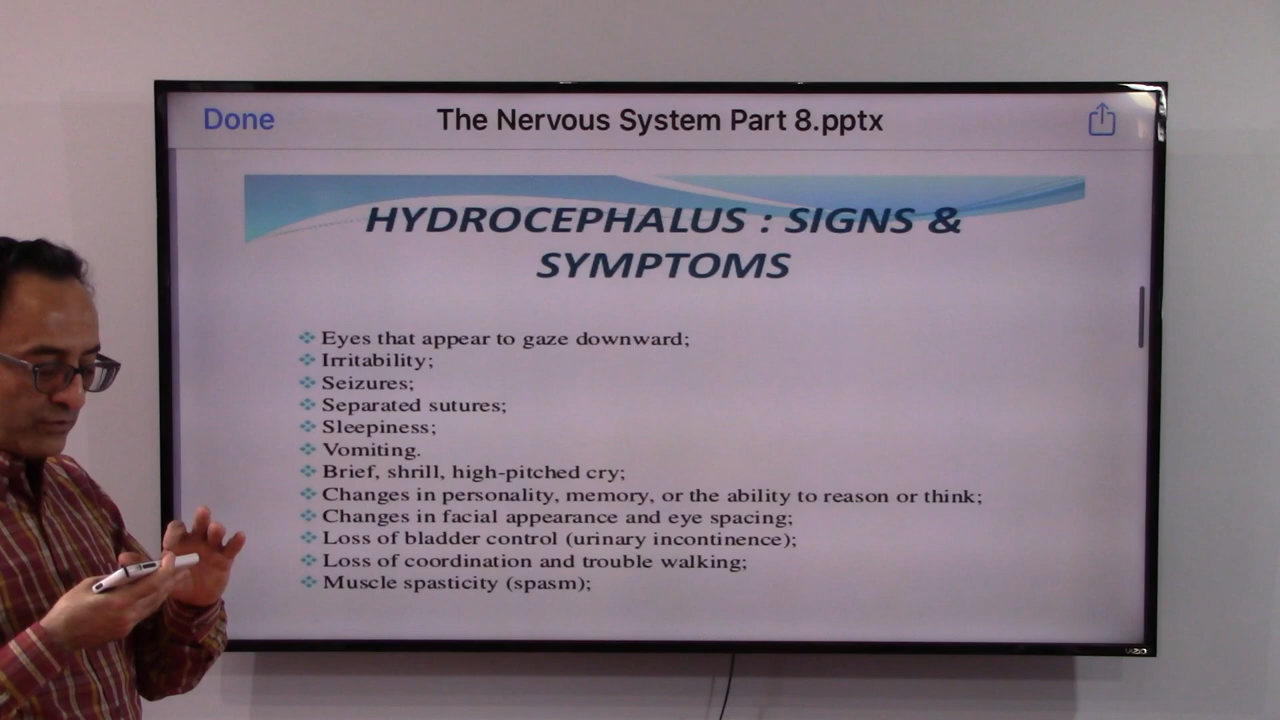 Done
The Nervous System Part 8.pptx
HYDROCEPHALUS : SIGNS &
SYMPTOMS
Eyes that appear to gaze downward;
Irritability;
Seizures;
Separated sutures;
Sleepiness;
Vomiting.
Brief, shrill, high-pitched cry;
Changes in personality, memory, or the ability to reason or think;
Changes in facial appearance and eye spacing;
Loss of bladder control (urinary incontinence);
Loss of coordination and trouble walking;
Muscle spasticity (spasm);
VIZIO